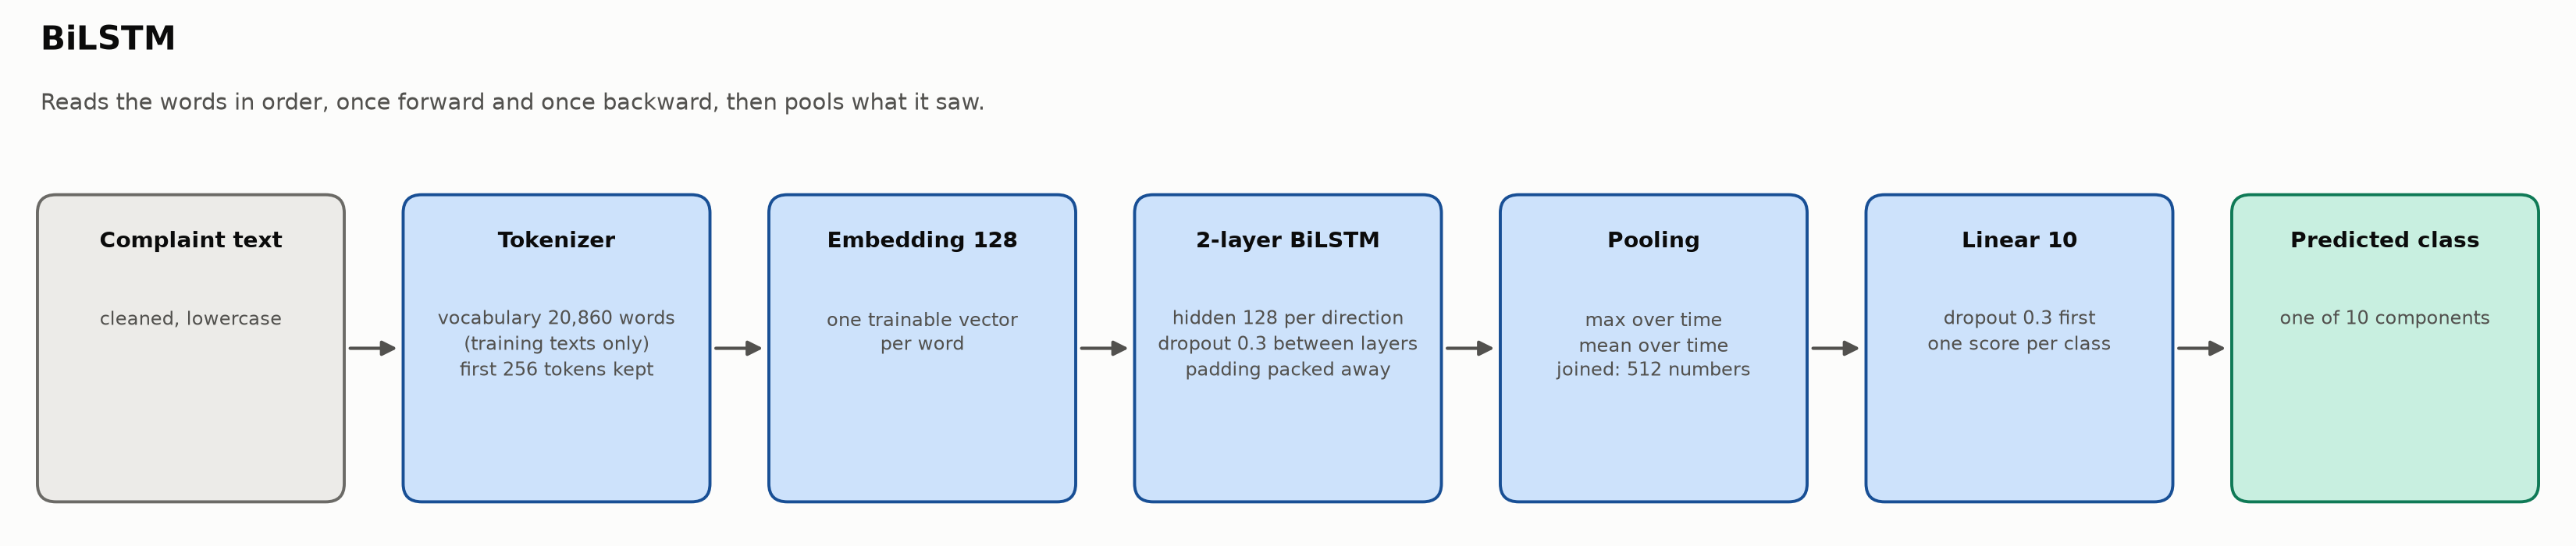 BiLSTM
Reads the words in order, once forward and once backward, then pools what it saw.
Complaint text
cleaned, lowercase
Tokenizer
vocabulary 20,860 words
(training texts only)
first 256 tokens kept
Embedding 128
one trainable vector
per word
2-layer BiLSTM
hidden 128 per direction
dropout 0.3 between layers
padding packed away
Pooling
max over time
mean over time
joined: 512 numbers
Linear 10
dropout 0.3 first
one score per class
Predicted class
one of 10 components